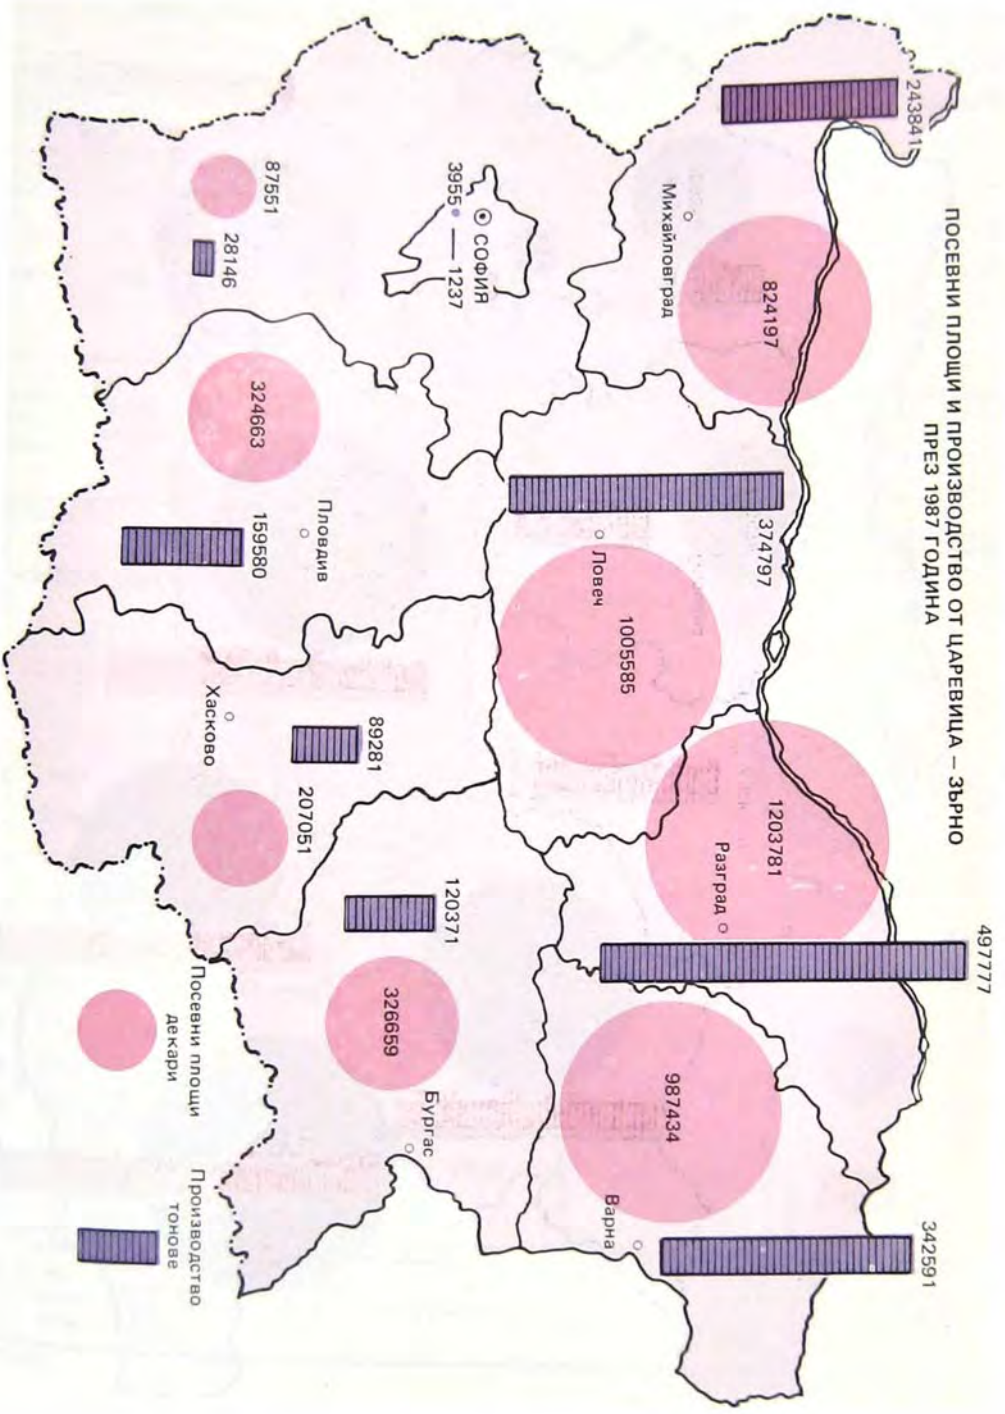 ПОСЕВНИ ПЛОЩИ И ПРОИЗВОДСТВО ОТ ЦАРЕВИЦА – ЗЪРНО
ПРЕЗ 1987 ГОДИНА
243841
Михайловград
824197
374797
Ловеч
1005585
1203781
Разград
497777
987434
Варна
342591
СОФИЯ
3955 — 1237
87551
28146
324663
Пловдив
159580
Хасково
89281
207051
120371
326659
Бургас
Посевни площи
декари
Производство
тонове